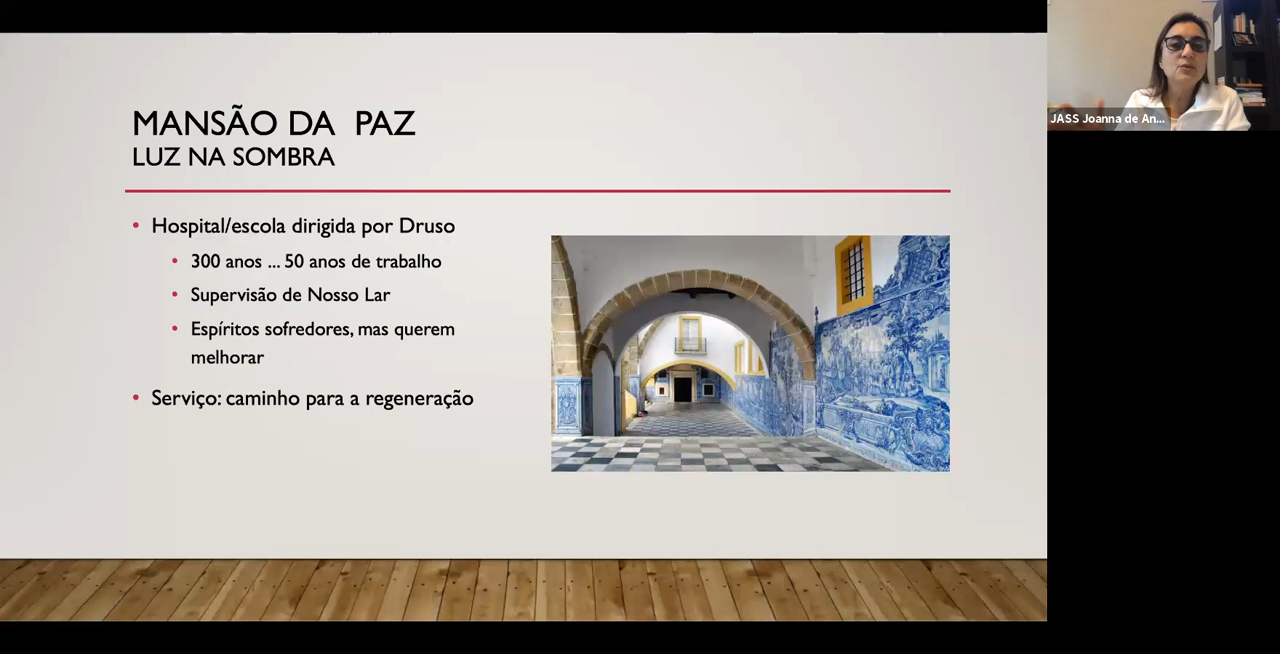 MANSÃO DA PAZ
LUZ NA SOMBRA
• Hospital/escola dirigida por Druso
• 300 anos ... 50 anos de trabalho
• Supervisão de Nosso Lar
• Espíritos sofredores, mas querem
melhorar
• Serviço: caminho para a regeneração
JASS Joanna de An...